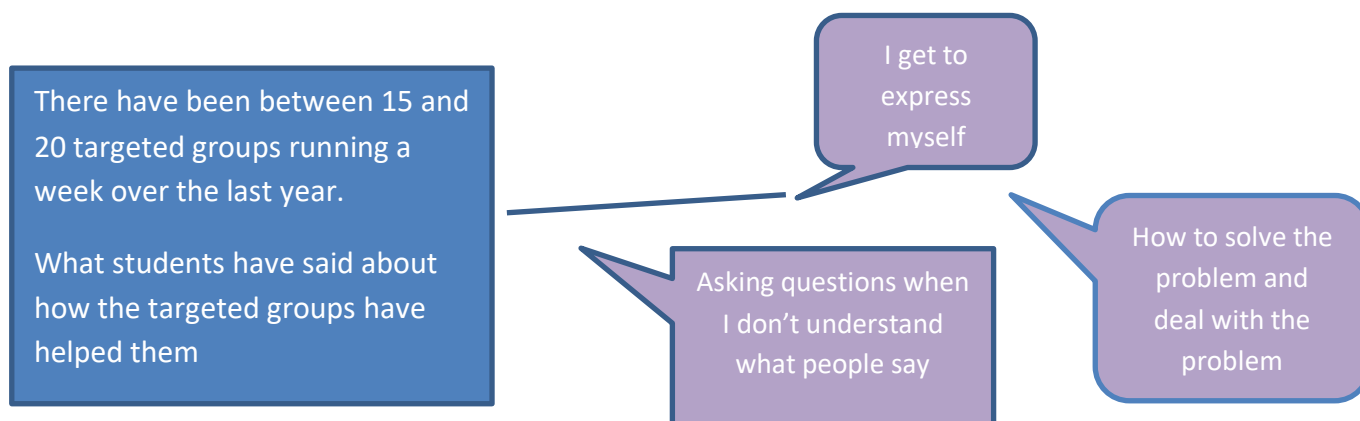 There have been between 15 and
20 targeted groups running a
week over the last year.
What students have said about
how the targeted groups have
helped them
I get to
express
myself
Asking questions when
I don’t understand
what people say
How to solve the
problem and
deal with the
problem